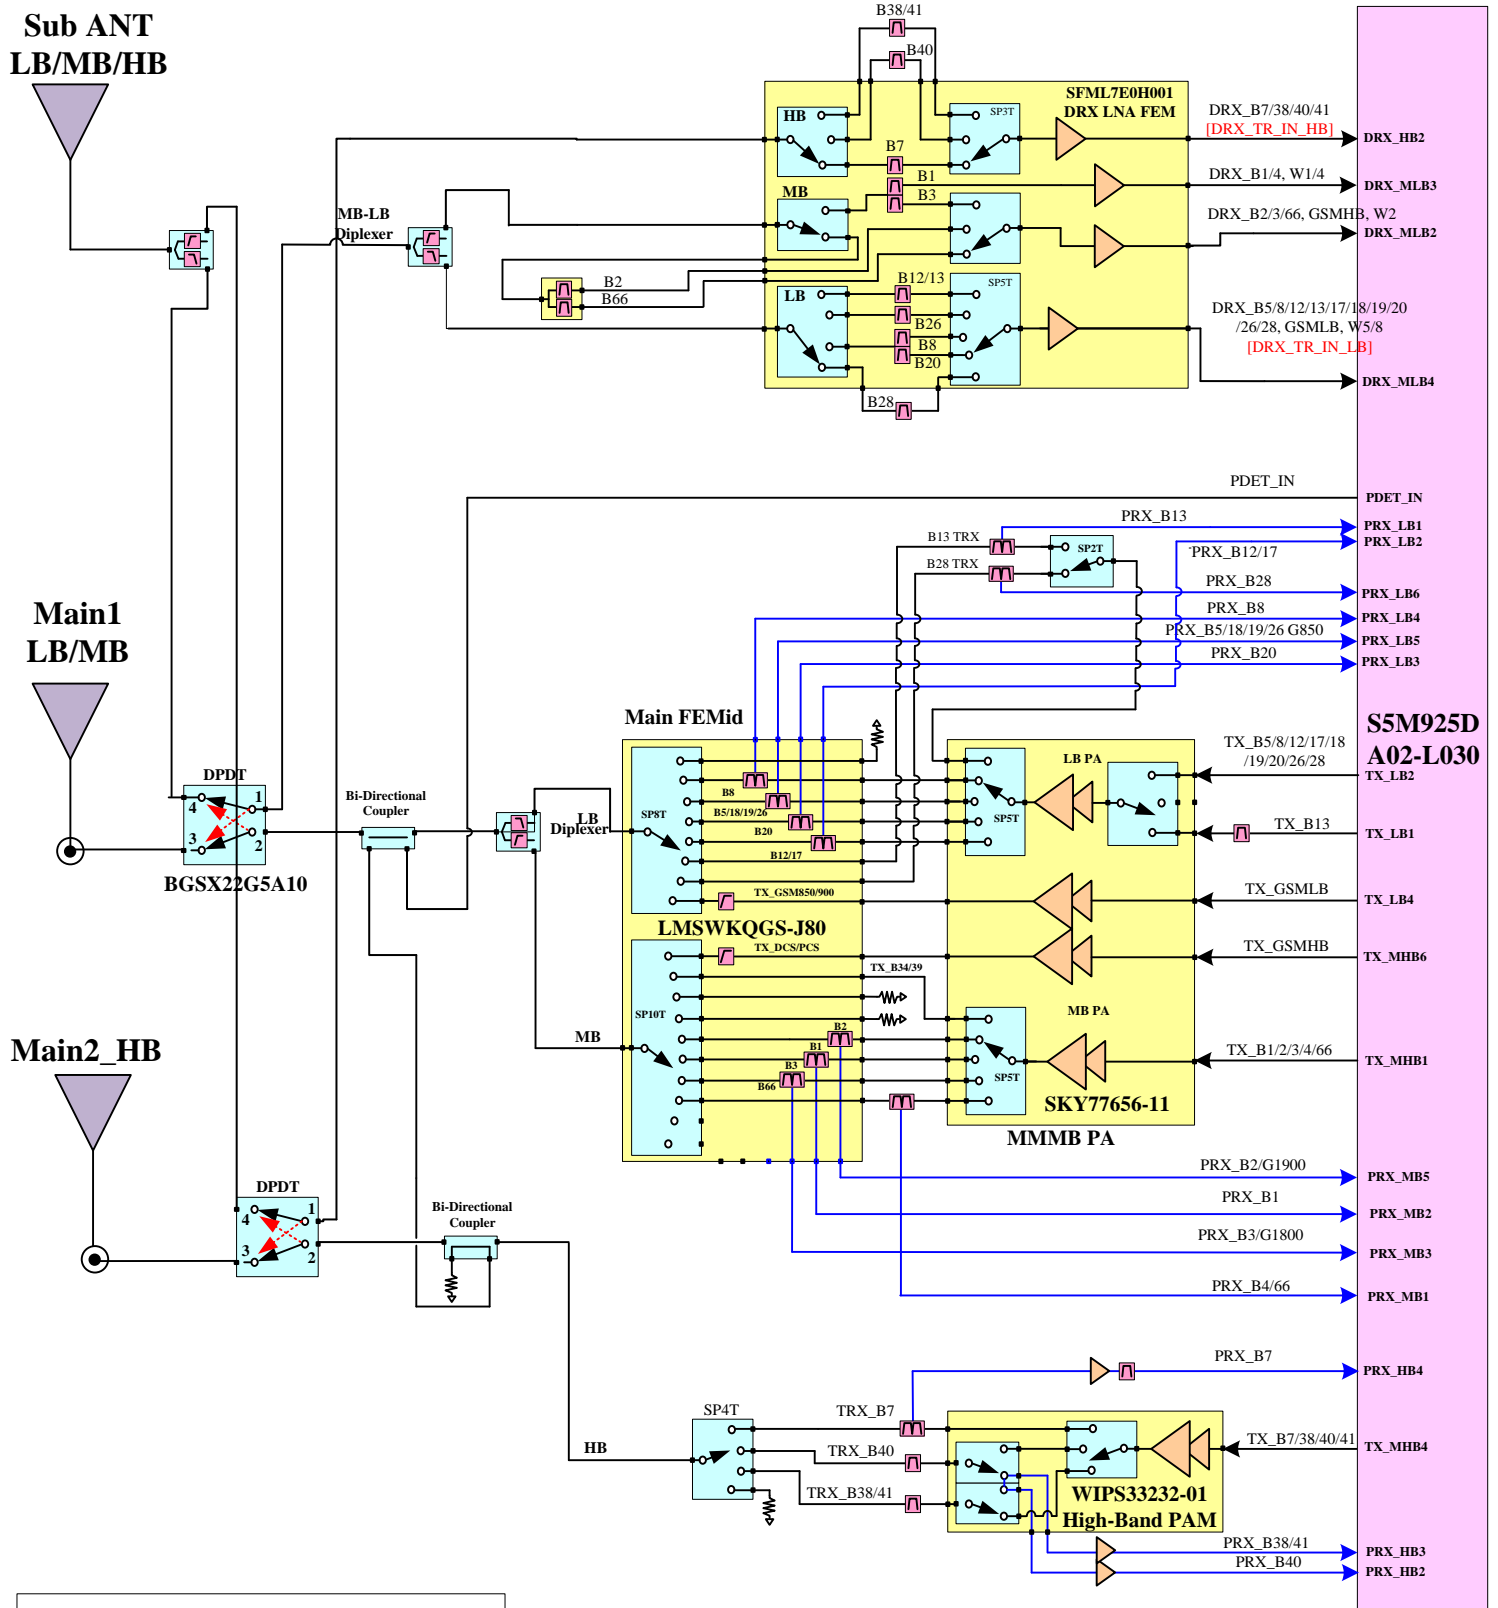 Sub ANT
LB/MB/HB
B38/41
B40
SFML7E0H001
DRX LNA FEM
HB
SP3T
DRX_B7/38/40/41
[DRX_TR_IN_HB]
DRX_HB2
B7
B1
DRX_B1/4, W1/4
DRX_MLB3
MB
B3
MB-LB
Diplexer
DRX_B2/3/66, GSMHB, W2
DRX_MLB2
B2
B66
B12/13
LB
SP5T
B26
B8
B20
DRX_B5/8/12/13/17/18/19/20
/26/28, GSMLB, W5/8
[DRX_TR_IN_LB]
DRX_MLB4
B28
PDET_IN
PDET_IN
PRX_B13
PRX_LB1
B13 TRX
SP2T
PRX_B12/17
PRX_LB2
B28 TRX
PRX_B28
PRX_LB6
Main1
LB/MB
PRX_B8
PRX_LB4
PRX_B5/18/19/26 G850
PRX_LB5
PRX_B20
PRX_LB3
Main FEMid
S5M925D
A02-L030
TX_B5/8/12/17/18
/19/20/26/28
TX_LB2
LB PA
DPDT
1
4
3
2
BGSX22G5A10
Bi-Directional
Coupler
LB
Diplexer
SP8T
B8
B5/18/19/26
B20
B12/17
SP5T
TX_B13
TX_LB1
TX_GSM850/900
TX_GSMLB
TX_LB4
LMSWKQGS-J80
TX_DCS/PCS
TX_GSMHB
TX_MHB6
TX_B34/39
SP10T
MB PA
MB
B2
B1
B3
B66
SP5T
TX_B1/2/3/4/66
TX_MHB1
SKY77656-11
MMMB PA
Main2_HB
PRX_B2/G1900
PRX_MB5
DPDT
1
4
3
2
Bi-Directional
Coupler
PRX_B1
PRX_MB2
PRX_B3/G1800
PRX_MB3
PRX_B4/66
PRX_MB1
PRX_B7
PRX_HB4
SP4T
TRX_B7
HB
TRX_B40
TX_B7/38/40/41
TX_MHB4
TRX_B38/41
WIPS33232-01
High-Band PAM
PRX_B38/41
PRX_HB3
PRX_B40
PRX_HB2